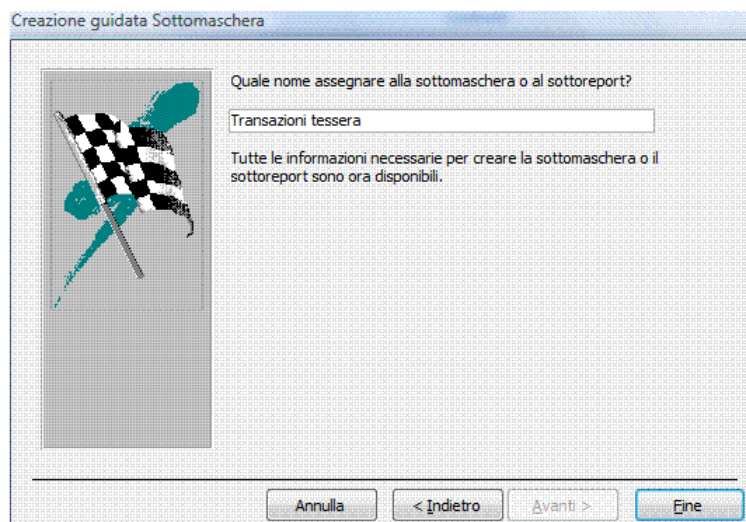 Creazione guidata Sottomaschera
Quale nome assegnare alla sottomaschera o al sottoreport?
Transazioni tessera
Tutte le informazioni necessarie per creare la sottomaschera o il
sottoreport sono ora disponibili.
Annulla
< Indietro
Avanti >
Fine